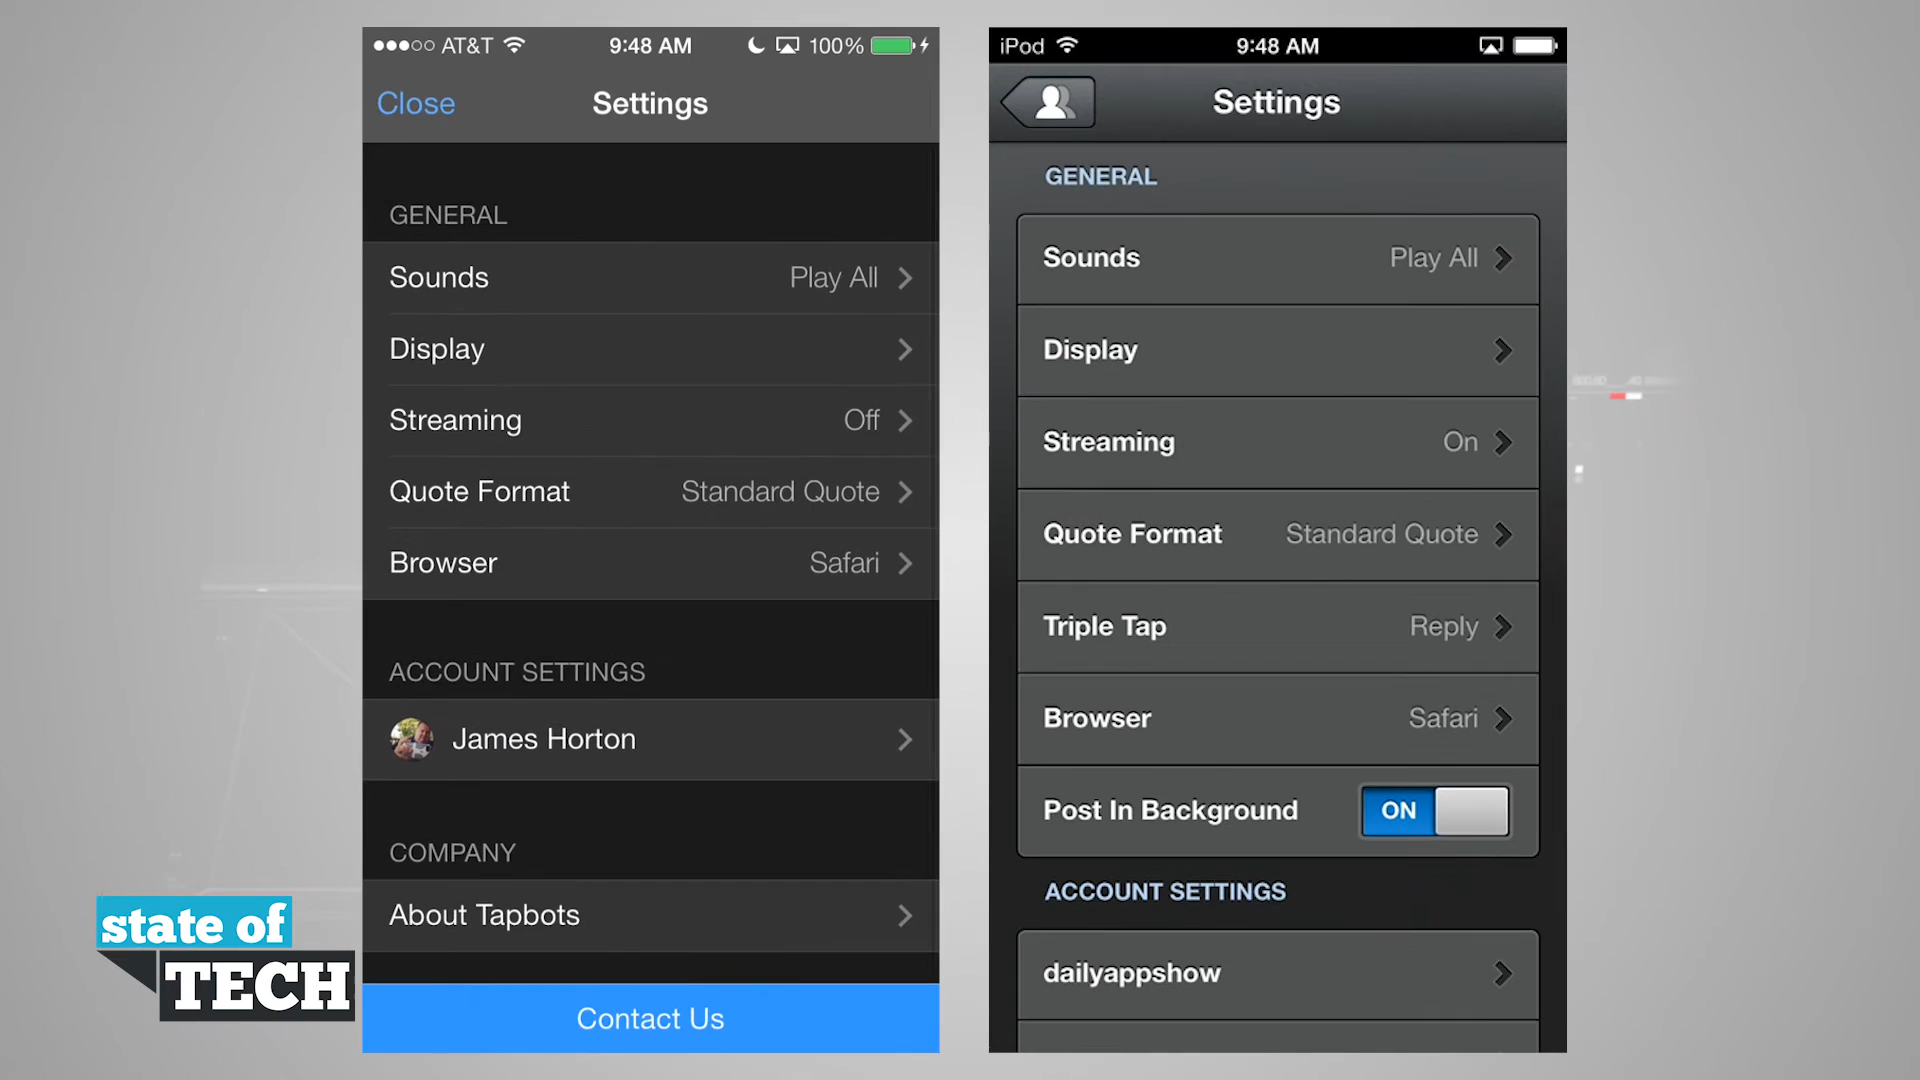 AT&T 9:48 AM 100%
Close Settings
GENERAL
Sounds Play All
Display
Streaming Off
Quote Format Standard Quote
Browser Safari
ACCOUNT SETTINGS
James Horton
COMPANY
About Tapbots
Contact Us
iPod 9:48 AM
Settings
GENERAL
Sounds Play All
Display
Streaming On
Quote Format Standard Quote
Triple Tap Reply
Browser Safari
Post In Background ON
ACCOUNT SETTINGS
dailyappshow
state of
TECH